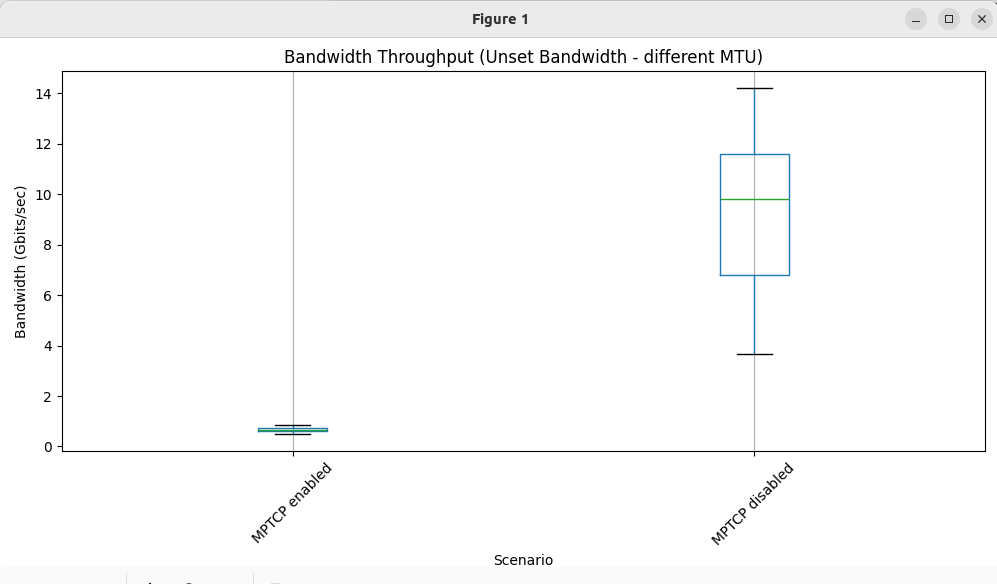 Figure 1
Bandwidth Throughput (Unset Bandwidth - different MTU)
14
12
10
8
6
4
2
0
Bandwidth (Gbits/sec)
MPTCP enabled
MPTCP disabled
Scenario